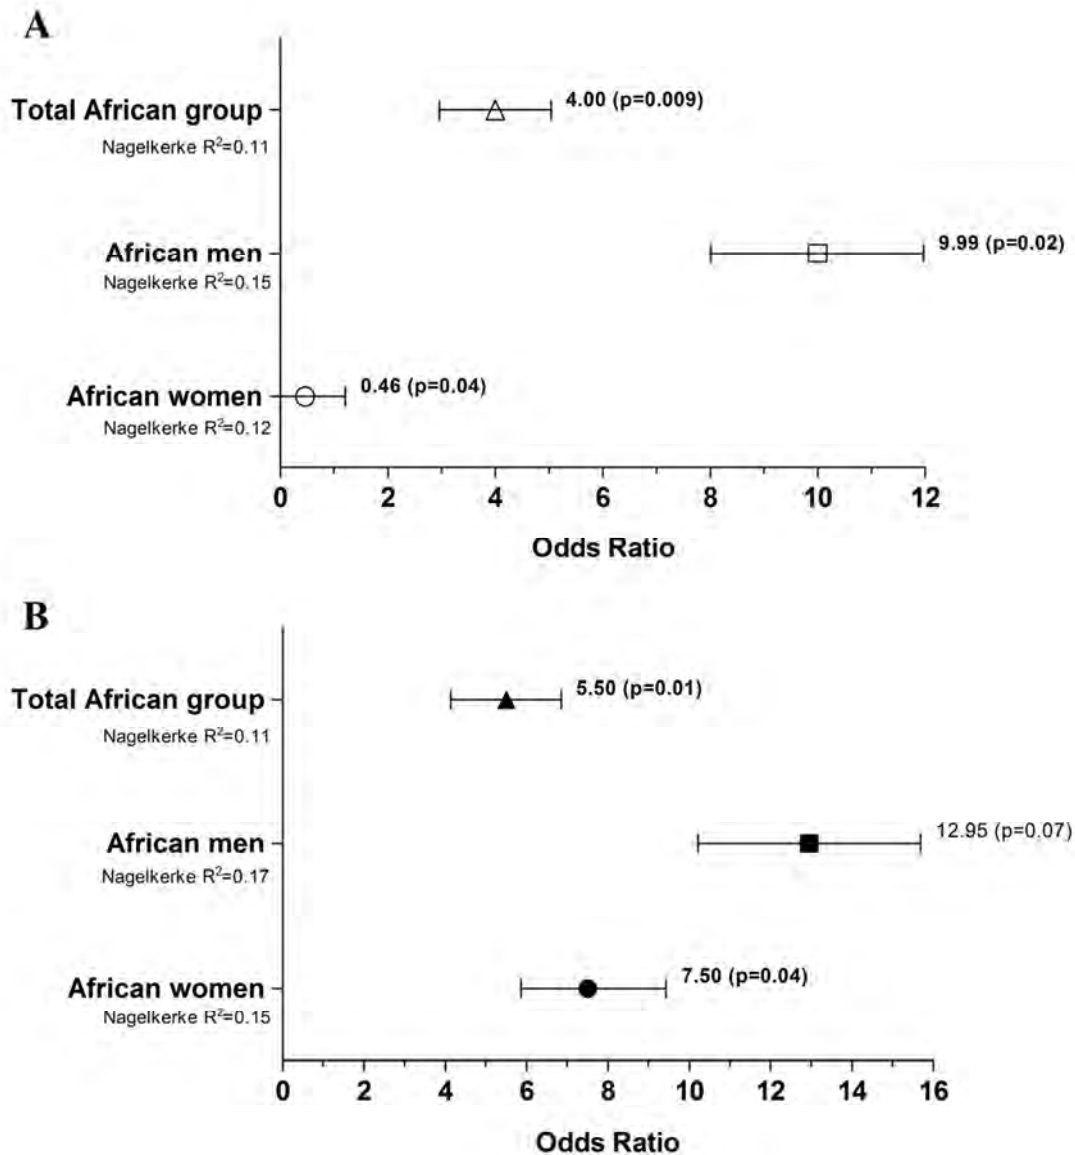 A
Total African group
4.00 (p=0.009)
Nagelkerke R²=0.11
African men
9.99 (p=0.02)
Nagelkerke R²=0.15
African women
0.46 (p=0.04)
Nagelkerke R²=0.12
0 2 4 6 8 10 12
Odds Ratio
B
Total African group
5.50 (p=0.01)
Nagelkerke R²=0.11
African men
12.95 (p=0.07)
Nagelkerke R²=0.17
African women
7.50 (p=0.04)
Nagelkerke R²=0.15
0 2 4 6 8 10 12 14 16
Odds Ratio